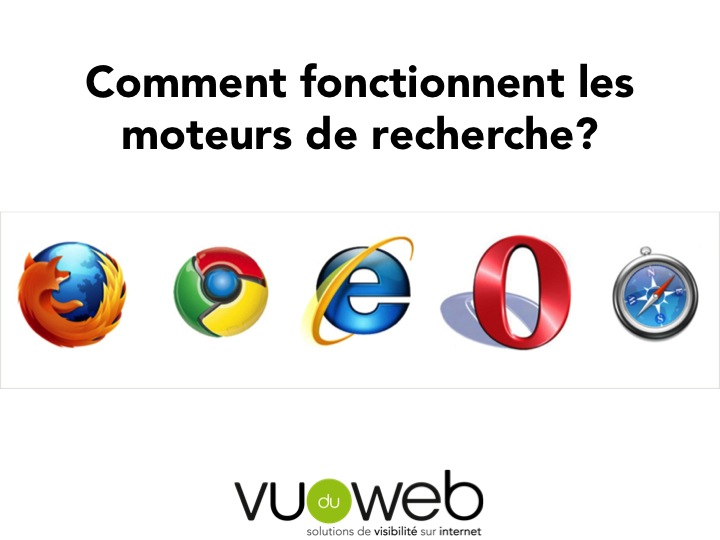 Comment fonctionnent les
moteurs de recherche?
vu du web
solutions de visibilité sur internet